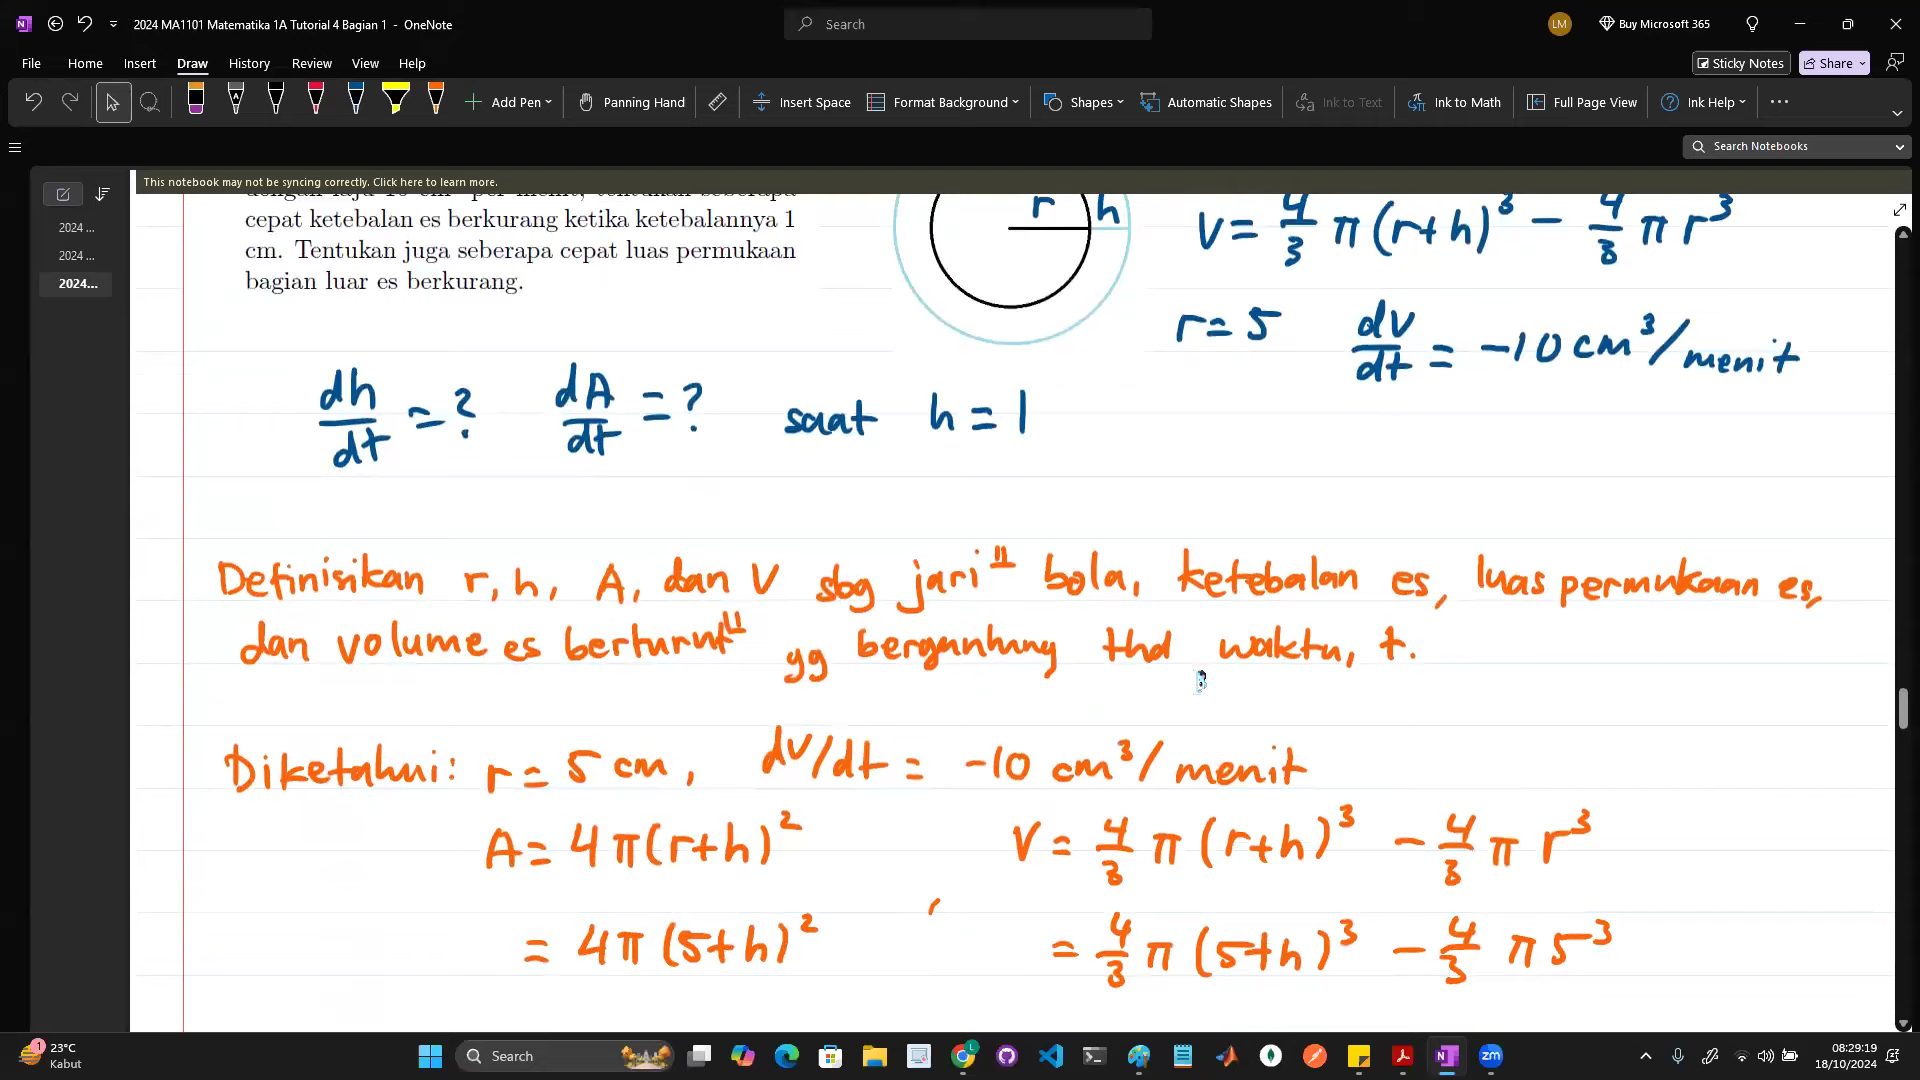 2024 MA1101 Matematika 1A Tutorial 4 Bagian 1 - OneNote
Search
LM
Buy Microsoft 365
File Home Insert Draw History Review View Help
Sticky Notes
Share
Add Pen
Panning Hand
Insert Space
Format Background
Shapes
Automatic Shapes
Ink to Text
Ink to Math
Full Page View
Ink Help
Search Notebooks
This notebook may not be syncing correctly. Click here to learn more.
2024 ...
2024 ...
2024...
cepat ketebalan es berkurang ketika ketebalannya 1
cm. Tentukan juga seberapa cepat luas permukaan
bagian luar es berkurang.
r h
V = 4/3 π (r+h)³ - 4/3 π r³
r = 5 dV/dt = -10 cm³/menit
dh/dt = ? dA/dt = ? saat h = 1
Definisikan r, h, A, dan V sbg jari" bola, ketebalan es, luas permukaan es,
dan volume es berturut" yg bergantung thd waktu, t.
Diketahui: r = 5 cm, dV/dt = -10 cm³/menit
A = 4π(r+h)² V = 4/3 π (r+h)³ - 4/3 π r³
= 4π(5+h)² , = 4/3 π (5+h)³ - 4/3 π 5³
1
23°C
Kabut
Search
L
zm
08:29:19
18/10/2024